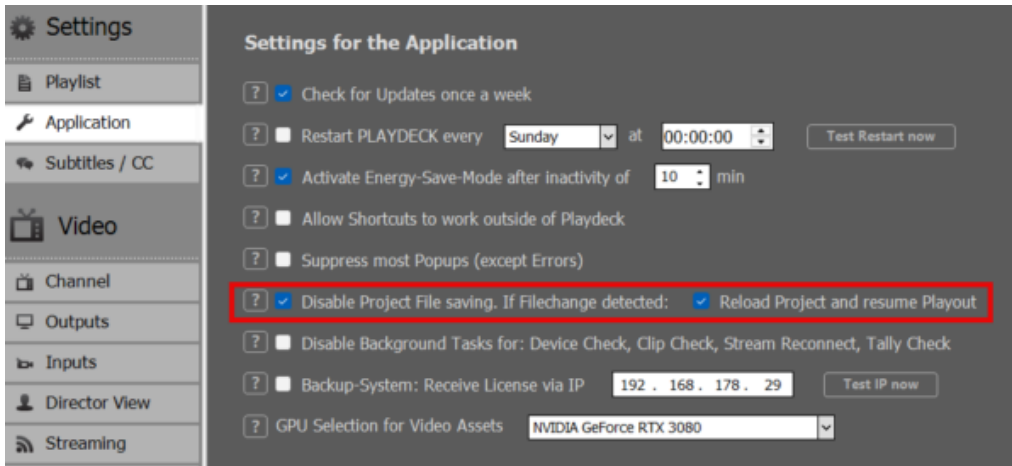 Settings
Playlist
Application
Subtitles / CC
Video
Channel
Outputs
Inputs
Director View
Streaming
Settings for the Application
? Check for Updates once a week
? Restart PLAYDECK every Sunday at 00:00:00 Test Restart now
? Activate Energy-Save-Mode after inactivity of 10 min
? Allow Shortcuts to work outside of Playdeck
? Suppress most Popups (except Errors)
? Disable Project File saving. If Filechange detected: Reload Project and resume Playout
? Disable Background Tasks for: Device Check, Clip Check, Stream Reconnect, Tally Check
? Backup-System: Receive License via IP 192 . 168 . 178 . 29 Test IP now
? GPU Selection for Video Assets NVIDIA GeForce RTX 3080